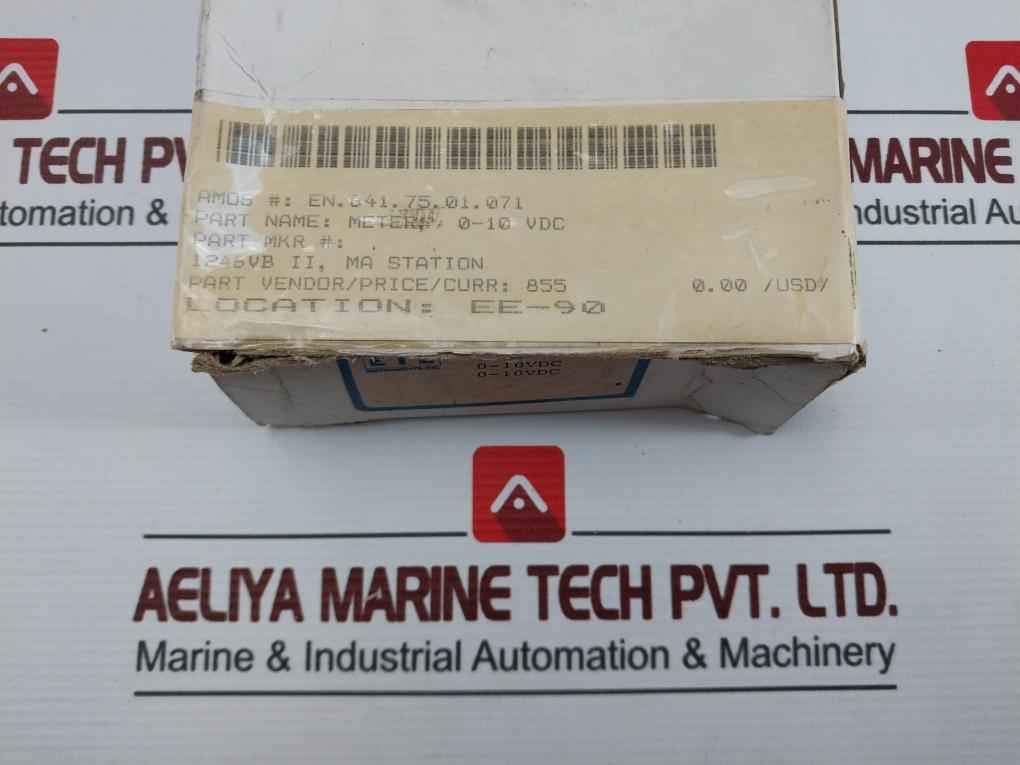 TECH PV
MARINE
tomation &
ndustrial Au
AMOS #: EN.641.75.01.071
PART NAME: METER, 0-10 VDC
PART MKR #:
1246VB II, MA STATION
PART VENDOR/PRICE/CURR: 855 0.00 /USD/
LOCATION: EE-90
0-10VDC
0-10VDC
AELIYA MARINE TECH PVT. LTD.
Marine & Industrial Automation & Machinery